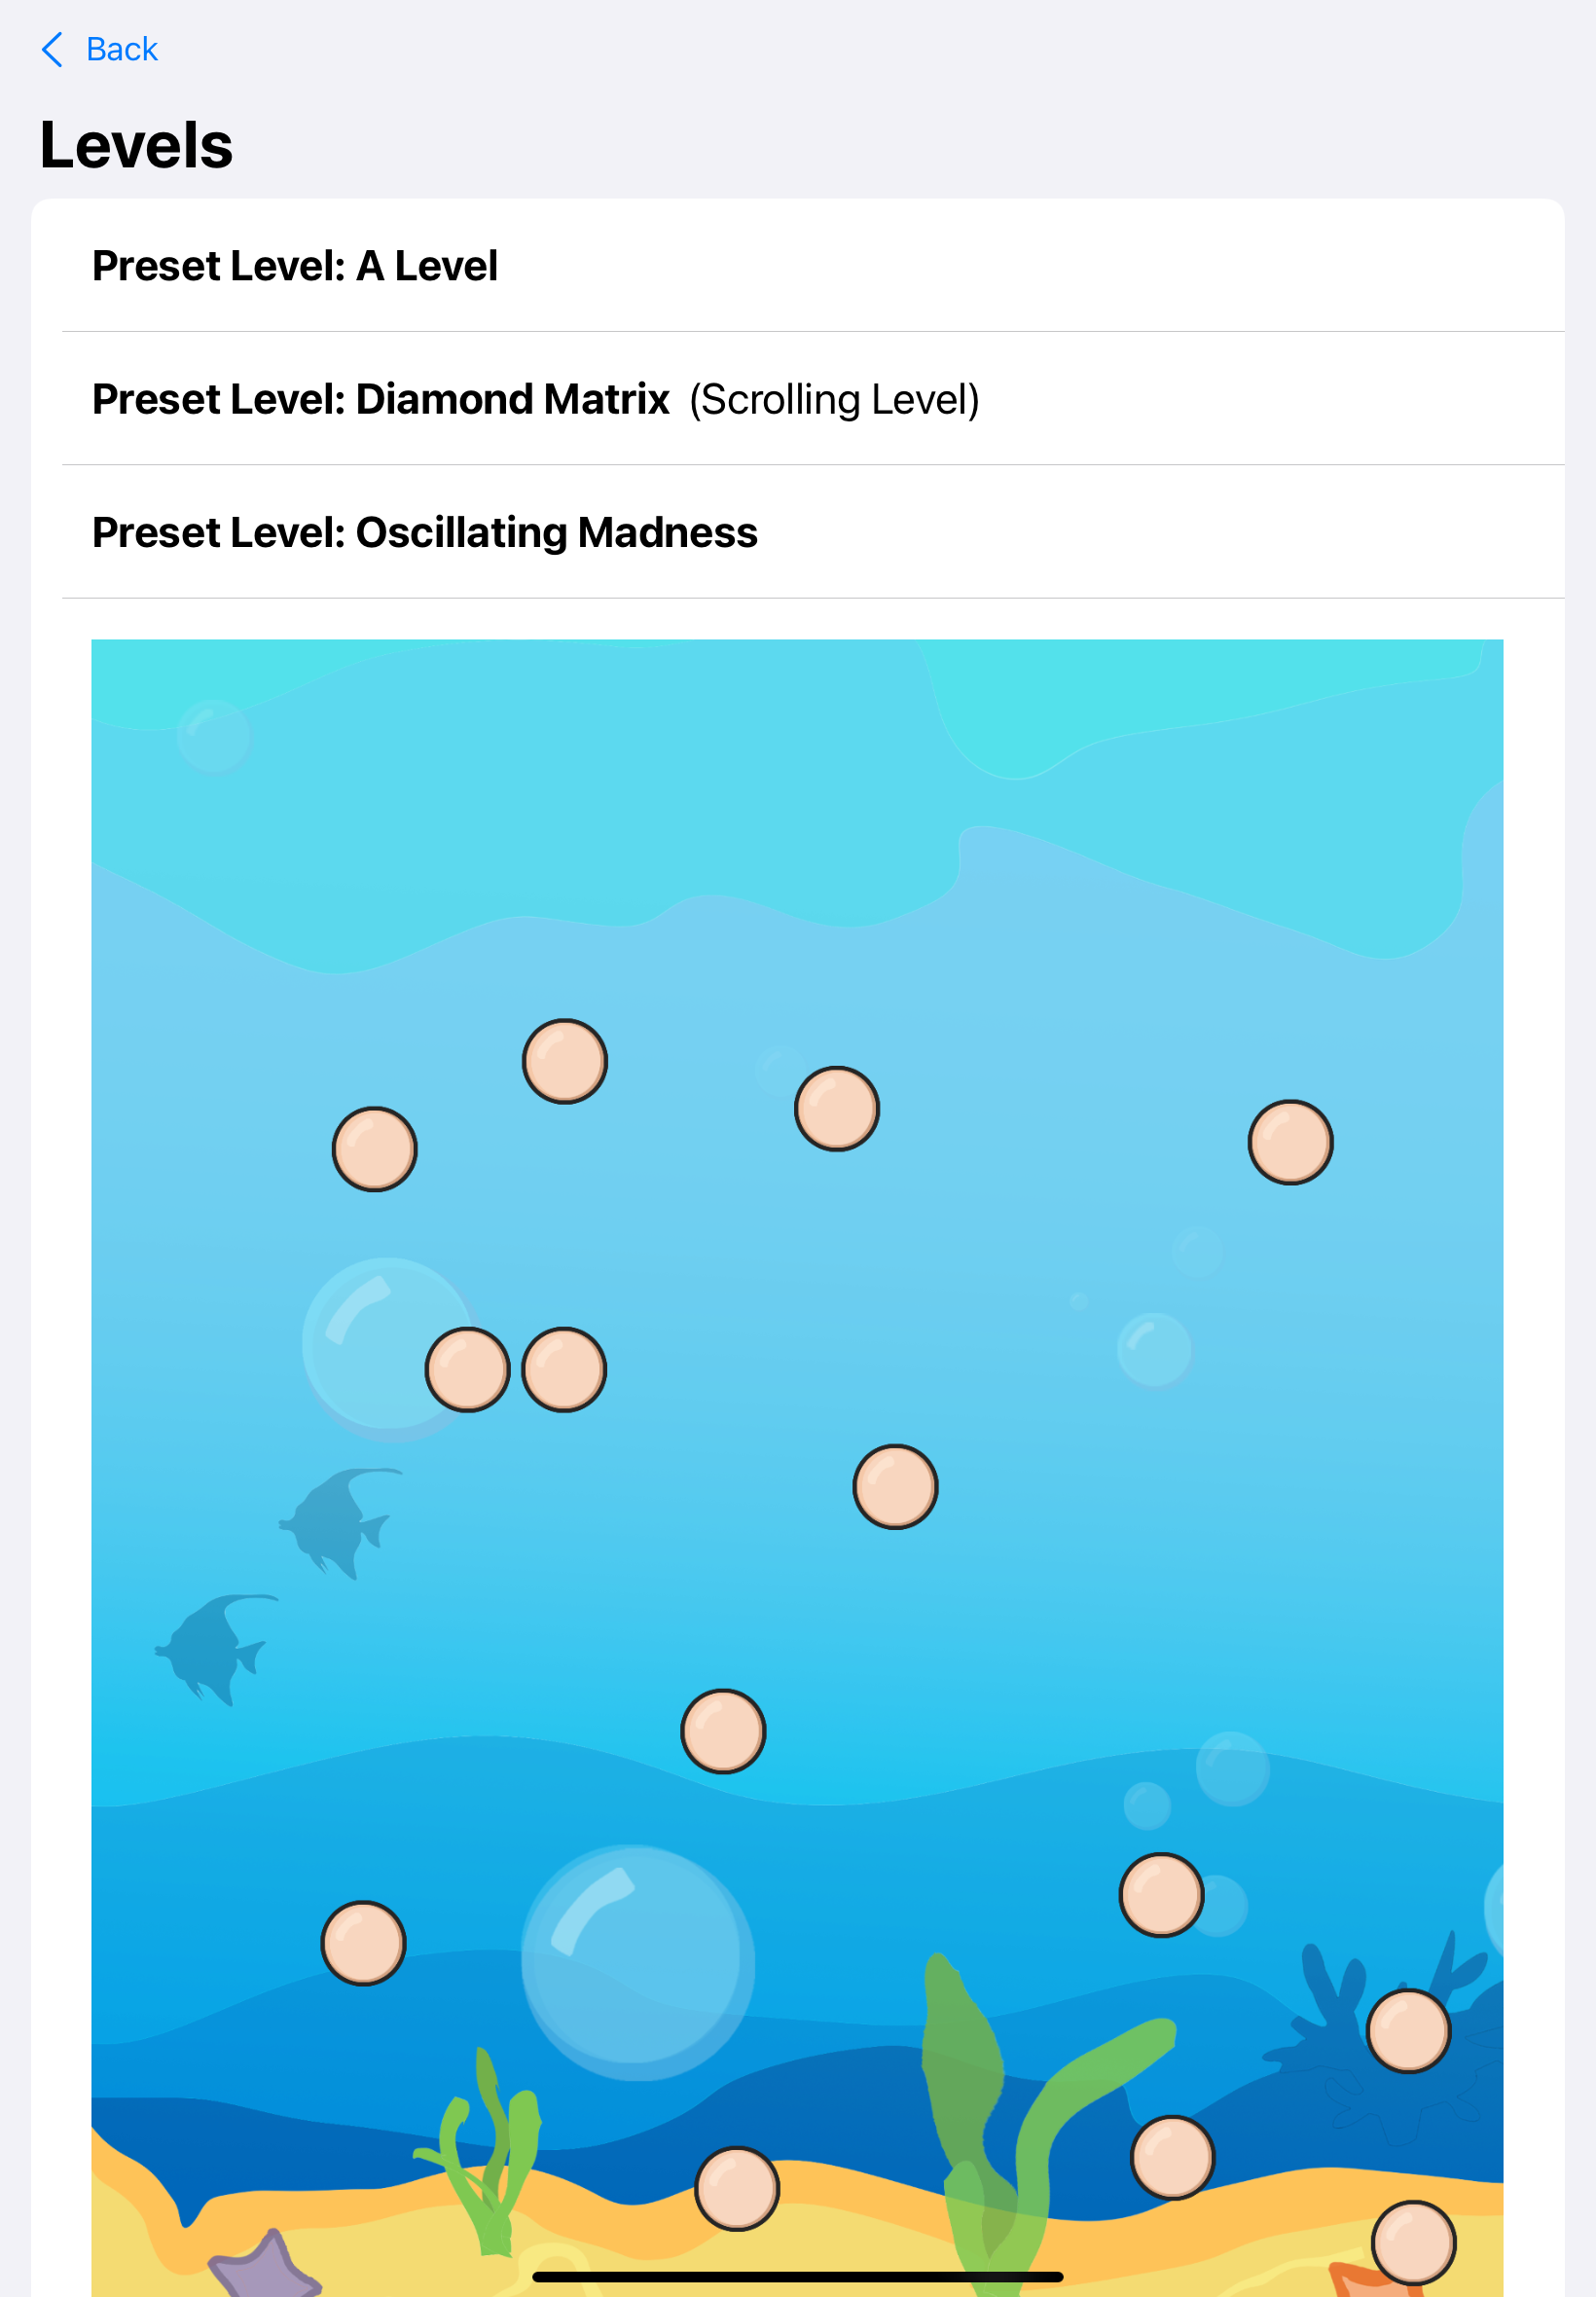 Back
Levels
Preset Level: A Level
Preset Level: Diamond Matrix (Scrolling Level)
Preset Level: Oscillating Madness